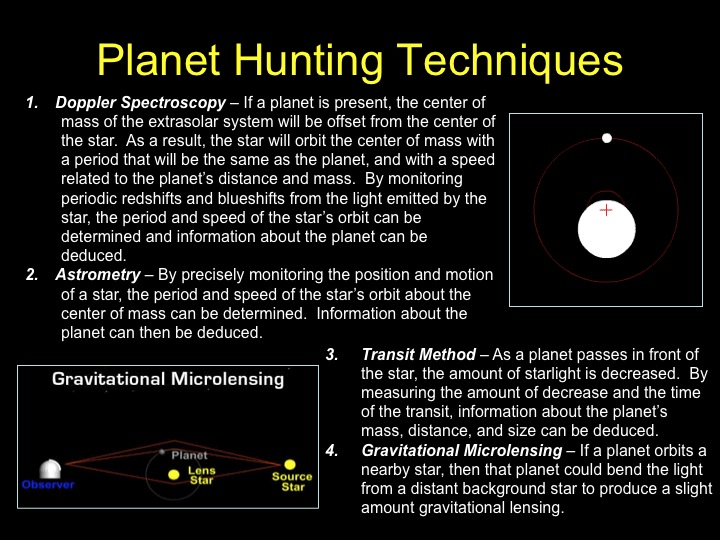 Planet Hunting Techniques
1. Doppler Spectroscopy – If a planet is present, the center of
mass of the extrasolar system will be offset from the center of
the star. As a result, the star will orbit the center of mass with
a period that will be the same as the planet, and with a speed
related to the planet's distance and mass. By monitoring
periodic redshifts and blueshifts from the light emitted by the
star, the period and speed of the star's orbit can be
determined and information about the planet can be
deduced.
2. Astrometry – By precisely monitoring the position and motion
of a star, the period and speed of the star's orbit about the
center of mass can be determined. Information about the
planet can then be deduced.
3. Transit Method – As a planet passes in front of
the star, the amount of starlight is decreased. By
measuring the amount of decrease and the time
of the transit, information about the planet's
mass, distance, and size can be deduced.
4. Gravitational Microlensing – If a planet orbits a
nearby star, then that planet could bend the light
from a distant background star to produce a slight
amount gravitational lensing.
Gravitational Microlensing
Planet
Lens
Star
Observer
Source
Star